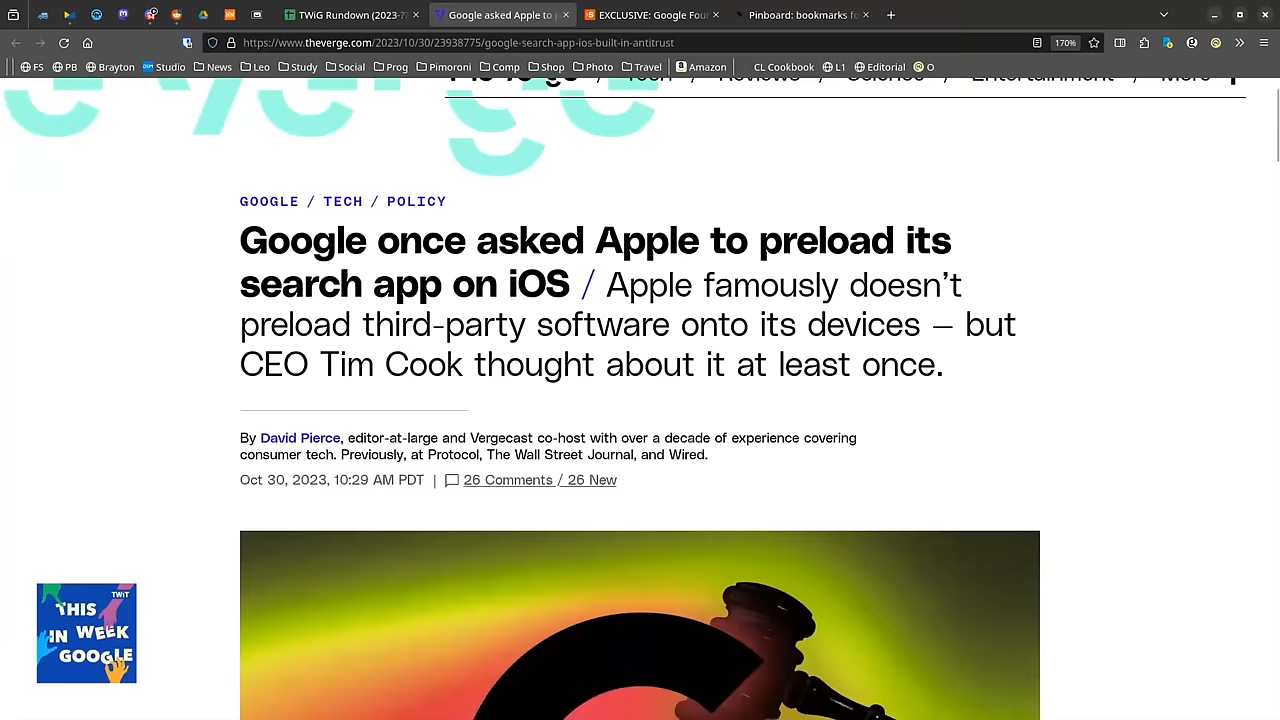 TWiG Rundown (2023-
Google asked Apple to
EXCLUSIVE: Google Fou
Pinboard: bookmarks fo
https://www.theverge.com/2023/10/30/23938775/google-search-app-ios-built-in-antitrust
170%
FS PB Brayton Studio News Leo Study Social Prog Pimoroni Comp Shop Photo Travel Amazon CL Cookbook L1 Editorial O
/ Tech / Reviews / Science / Entertainment / More
GOOGLE / TECH / POLICY
Google once asked Apple to preload its
search app on iOS / Apple famously doesn’t
preload third-party software onto its devices — but
CEO Tim Cook thought about it at least once.
By David Pierce, editor-at-large and Vergecast co-host with over a decade of experience covering
consumer tech. Previously, at Protocol, The Wall Street Journal, and Wired.
Oct 30, 2023, 10:29 AM PDT | 26 Comments / 26 New
TWiT
THIS
IN WEEK
GOOGLE